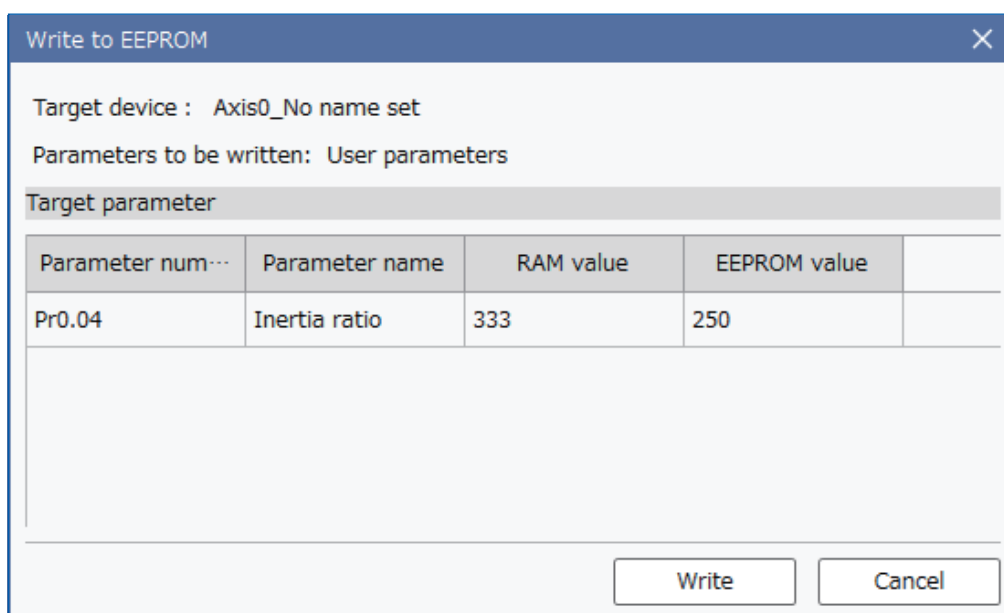 Write to EEPROM
Target device : Axis0_No name set
Parameters to be written: User parameters
Target parameter
Parameter num… Parameter name RAM value EEPROM value
Pr0.04 Inertia ratio 333 250
Write Cancel